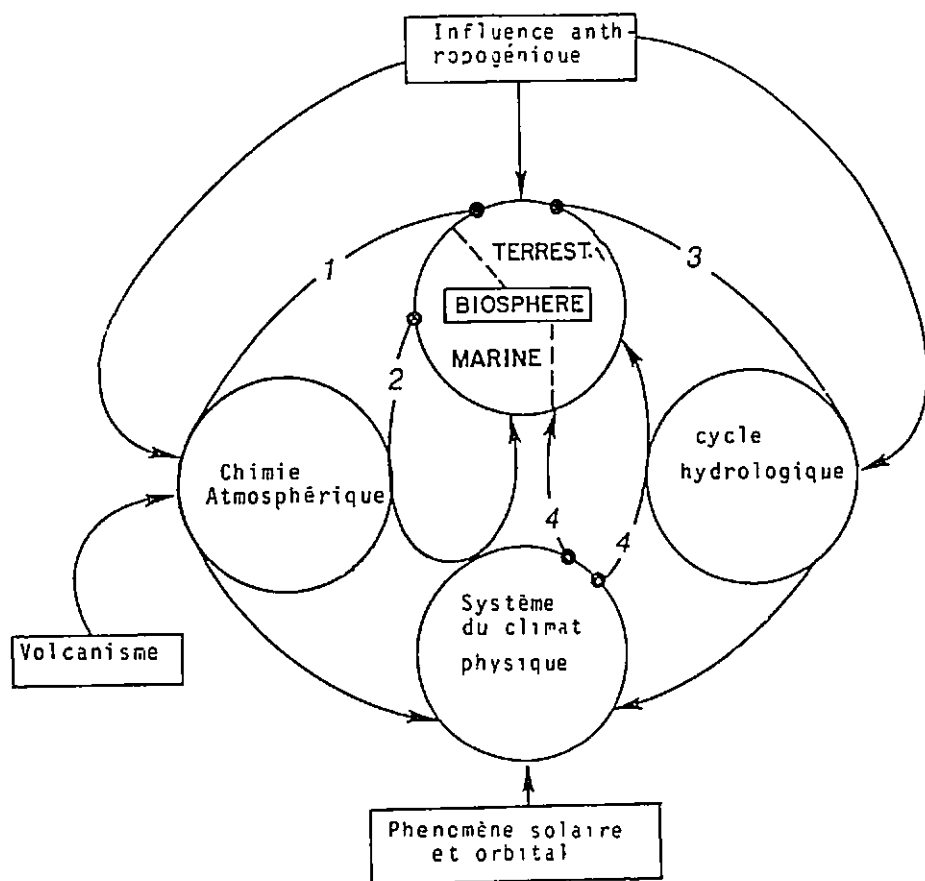 Influence anth-
ropogénique
TERREST.
BIOSPHERE
MARINE
1
2
3
4
4
Chimie
Atmosphérique
cycle
hydrologique
Système
du climat
physique
Volcanisme
Phenomène solaire
et orbital